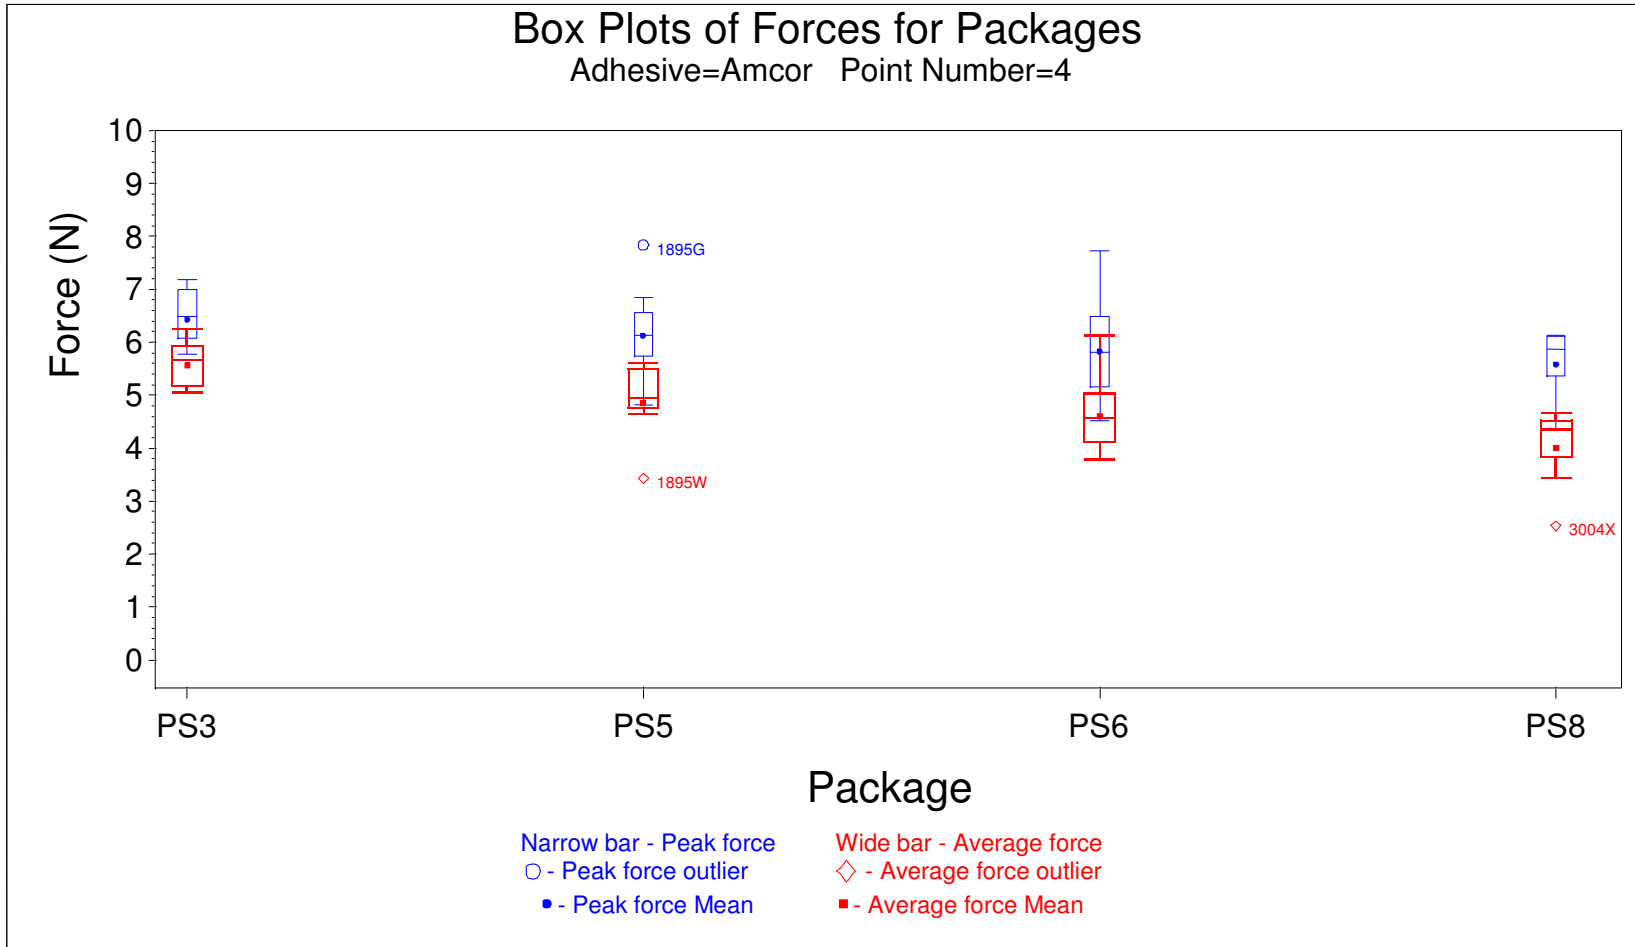 Box Plots of Forces for Packages
Adhesive=Amcor Point Number=4
Force (N)
10
9
8
7
6
5
4
3
2
1
0
1895G
1895W
3004X
PS3 PS5 PS6 PS8
Package
Narrow bar - Peak force Wide bar - Average force
- Peak force outlier - Average force outlier
- Peak force Mean - Average force Mean